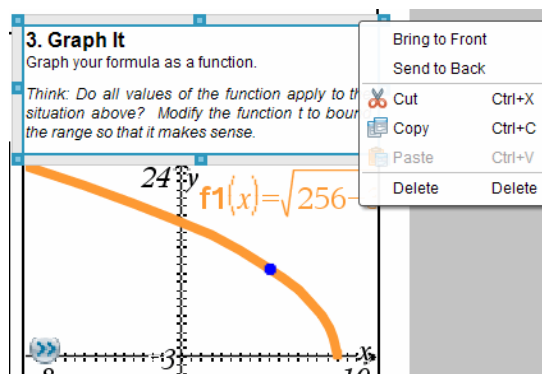 3. Graph It
Graph your formula as a function.
Think: Do all values of the function apply to
situation above? Modify the function t to
the range so that it makes sense.
Bring to Front
Send to Back
Cut Ctrl+X
Copy Ctrl+C
Paste Ctrl+V
Delete Delete
24 y
f1(x)=√256-
x
-3
10